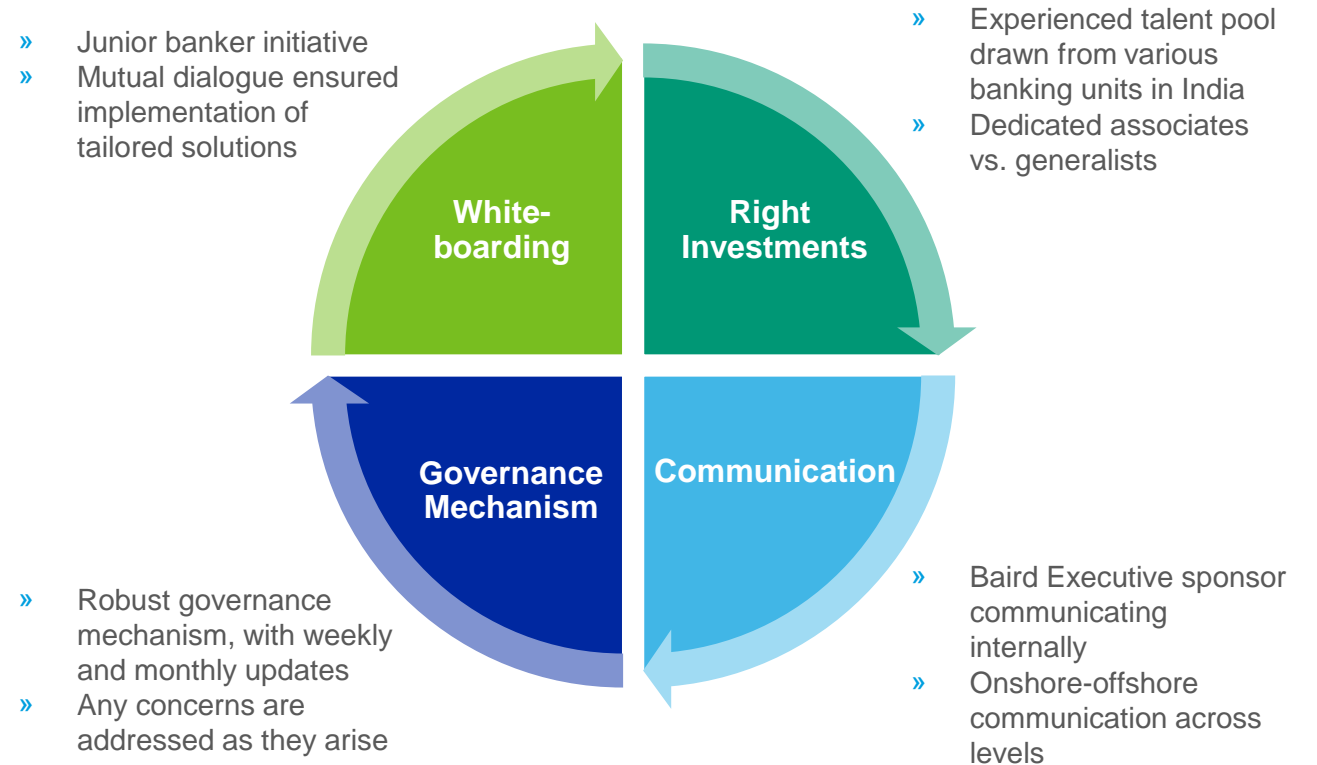 » Junior banker initiative
» Mutual dialogue ensured
implementation of
tailored solutions
» Experienced talent pool
drawn from various
banking units in India
» Dedicated associates
vs. generalists
White-
boarding
Right
Investments
Governance
Mechanism
Communication
» Robust governance
mechanism, with weekly
and monthly updates
» Any concerns are
addressed as they arise
» Baird Executive sponsor
communicating
internally
» Onshore-offshore
communication across
levels